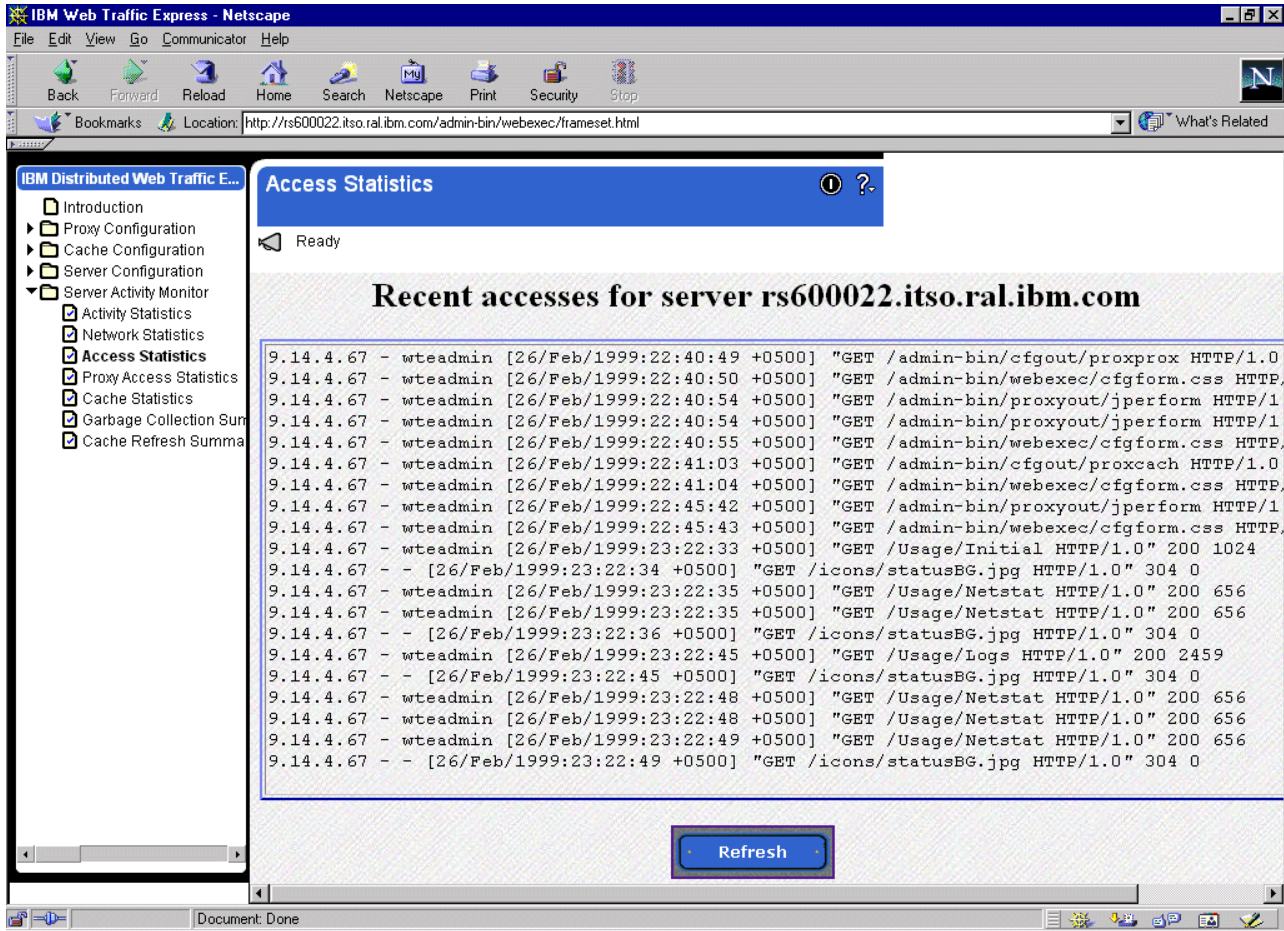 IBM Web Traffic Express - Netscape
File Edit View Go Communicator Help
Back Forward Reload Home Search Netscape Print Security Stop
My
N
Bookmarks Location: http://rs600022.itso.ral.ibm.com/admin-bin/webexec/frameset.html What's Related
IBM Distributed Web Traffic E...
Introduction
Proxy Configuration
Cache Configuration
Server Configuration
Server Activity Monitor
Activity Statistics
Network Statistics
Access Statistics
Proxy Access Statistics
Cache Statistics
Garbage Collection Sum
Cache Refresh Summa
Access Statistics
Ready
Recent accesses for server rs600022.itso.ral.ibm.com
9.14.4.67 - wteadmin [26/Feb/1999:22:40:49 +0500] "GET /admin-bin/cfgout/proxprox HTTP/1.0
9.14.4.67 - wteadmin [26/Feb/1999:22:40:50 +0500] "GET /admin-bin/webexec/cfgform.css HTTP/
9.14.4.67 - wteadmin [26/Feb/1999:22:40:54 +0500] "GET /admin-bin/proxyout/jperform HTTP/1
9.14.4.67 - wteadmin [26/Feb/1999:22:40:54 +0500] "GET /admin-bin/proxyout/jperform HTTP/1
9.14.4.67 - wteadmin [26/Feb/1999:22:40:55 +0500] "GET /admin-bin/webexec/cfgform.css HTTP/
9.14.4.67 - wteadmin [26/Feb/1999:22:41:03 +0500] "GET /admin-bin/cfgout/proxcach HTTP/1.0
9.14.4.67 - wteadmin [26/Feb/1999:22:41:04 +0500] "GET /admin-bin/webexec/cfgform.css HTTP/
9.14.4.67 - wteadmin [26/Feb/1999:22:45:42 +0500] "GET /admin-bin/proxyout/jperform HTTP/1
9.14.4.67 - wteadmin [26/Feb/1999:22:45:43 +0500] "GET /admin-bin/webexec/cfgform.css HTTP/
9.14.4.67 - wteadmin [26/Feb/1999:23:22:33 +0500] "GET /Usage/Initial HTTP/1.0" 200 1024
9.14.4.67 - - [26/Feb/1999:23:22:34 +0500] "GET /icons/statusBG.jpg HTTP/1.0" 304 0
9.14.4.67 - wteadmin [26/Feb/1999:23:22:35 +0500] "GET /Usage/Netstat HTTP/1.0" 200 656
9.14.4.67 - wteadmin [26/Feb/1999:23:22:35 +0500] "GET /Usage/Netstat HTTP/1.0" 200 656
9.14.4.67 - - [26/Feb/1999:23:22:36 +0500] "GET /icons/statusBG.jpg HTTP/1.0" 304 0
9.14.4.67 - wteadmin [26/Feb/1999:23:22:45 +0500] "GET /Usage/Logs HTTP/1.0" 200 2459
9.14.4.67 - - [26/Feb/1999:23:22:45 +0500] "GET /icons/statusBG.jpg HTTP/1.0" 304 0
9.14.4.67 - wteadmin [26/Feb/1999:23:22:48 +0500] "GET /Usage/Netstat HTTP/1.0" 200 656
9.14.4.67 - wteadmin [26/Feb/1999:23:22:48 +0500] "GET /Usage/Netstat HTTP/1.0" 200 656
9.14.4.67 - wteadmin [26/Feb/1999:23:22:49 +0500] "GET /Usage/Netstat HTTP/1.0" 200 656
9.14.4.67 - - [26/Feb/1999:23:22:49 +0500] "GET /icons/statusBG.jpg HTTP/1.0" 304 0
Refresh
Document: Done